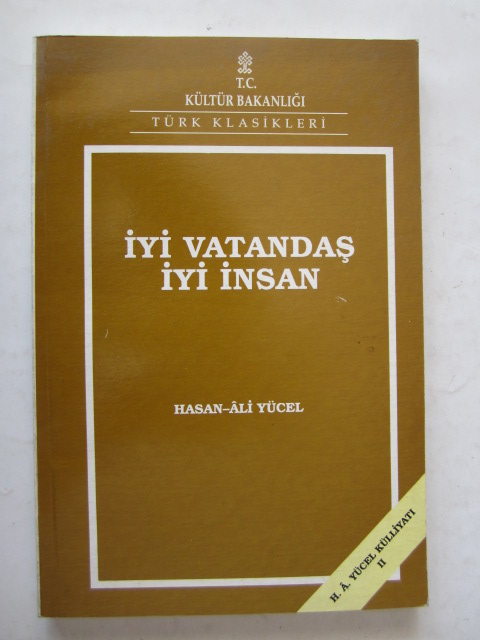 T.C.
KÜLTÜR BAKANLIĞI
TÜRK KLASİKLERİ
İYİ VATANDAŞ
İYİ İNSAN
HASAN–ÂLİ YÜCEL
H. Â. YÜCEL KÜLLİYATI
II